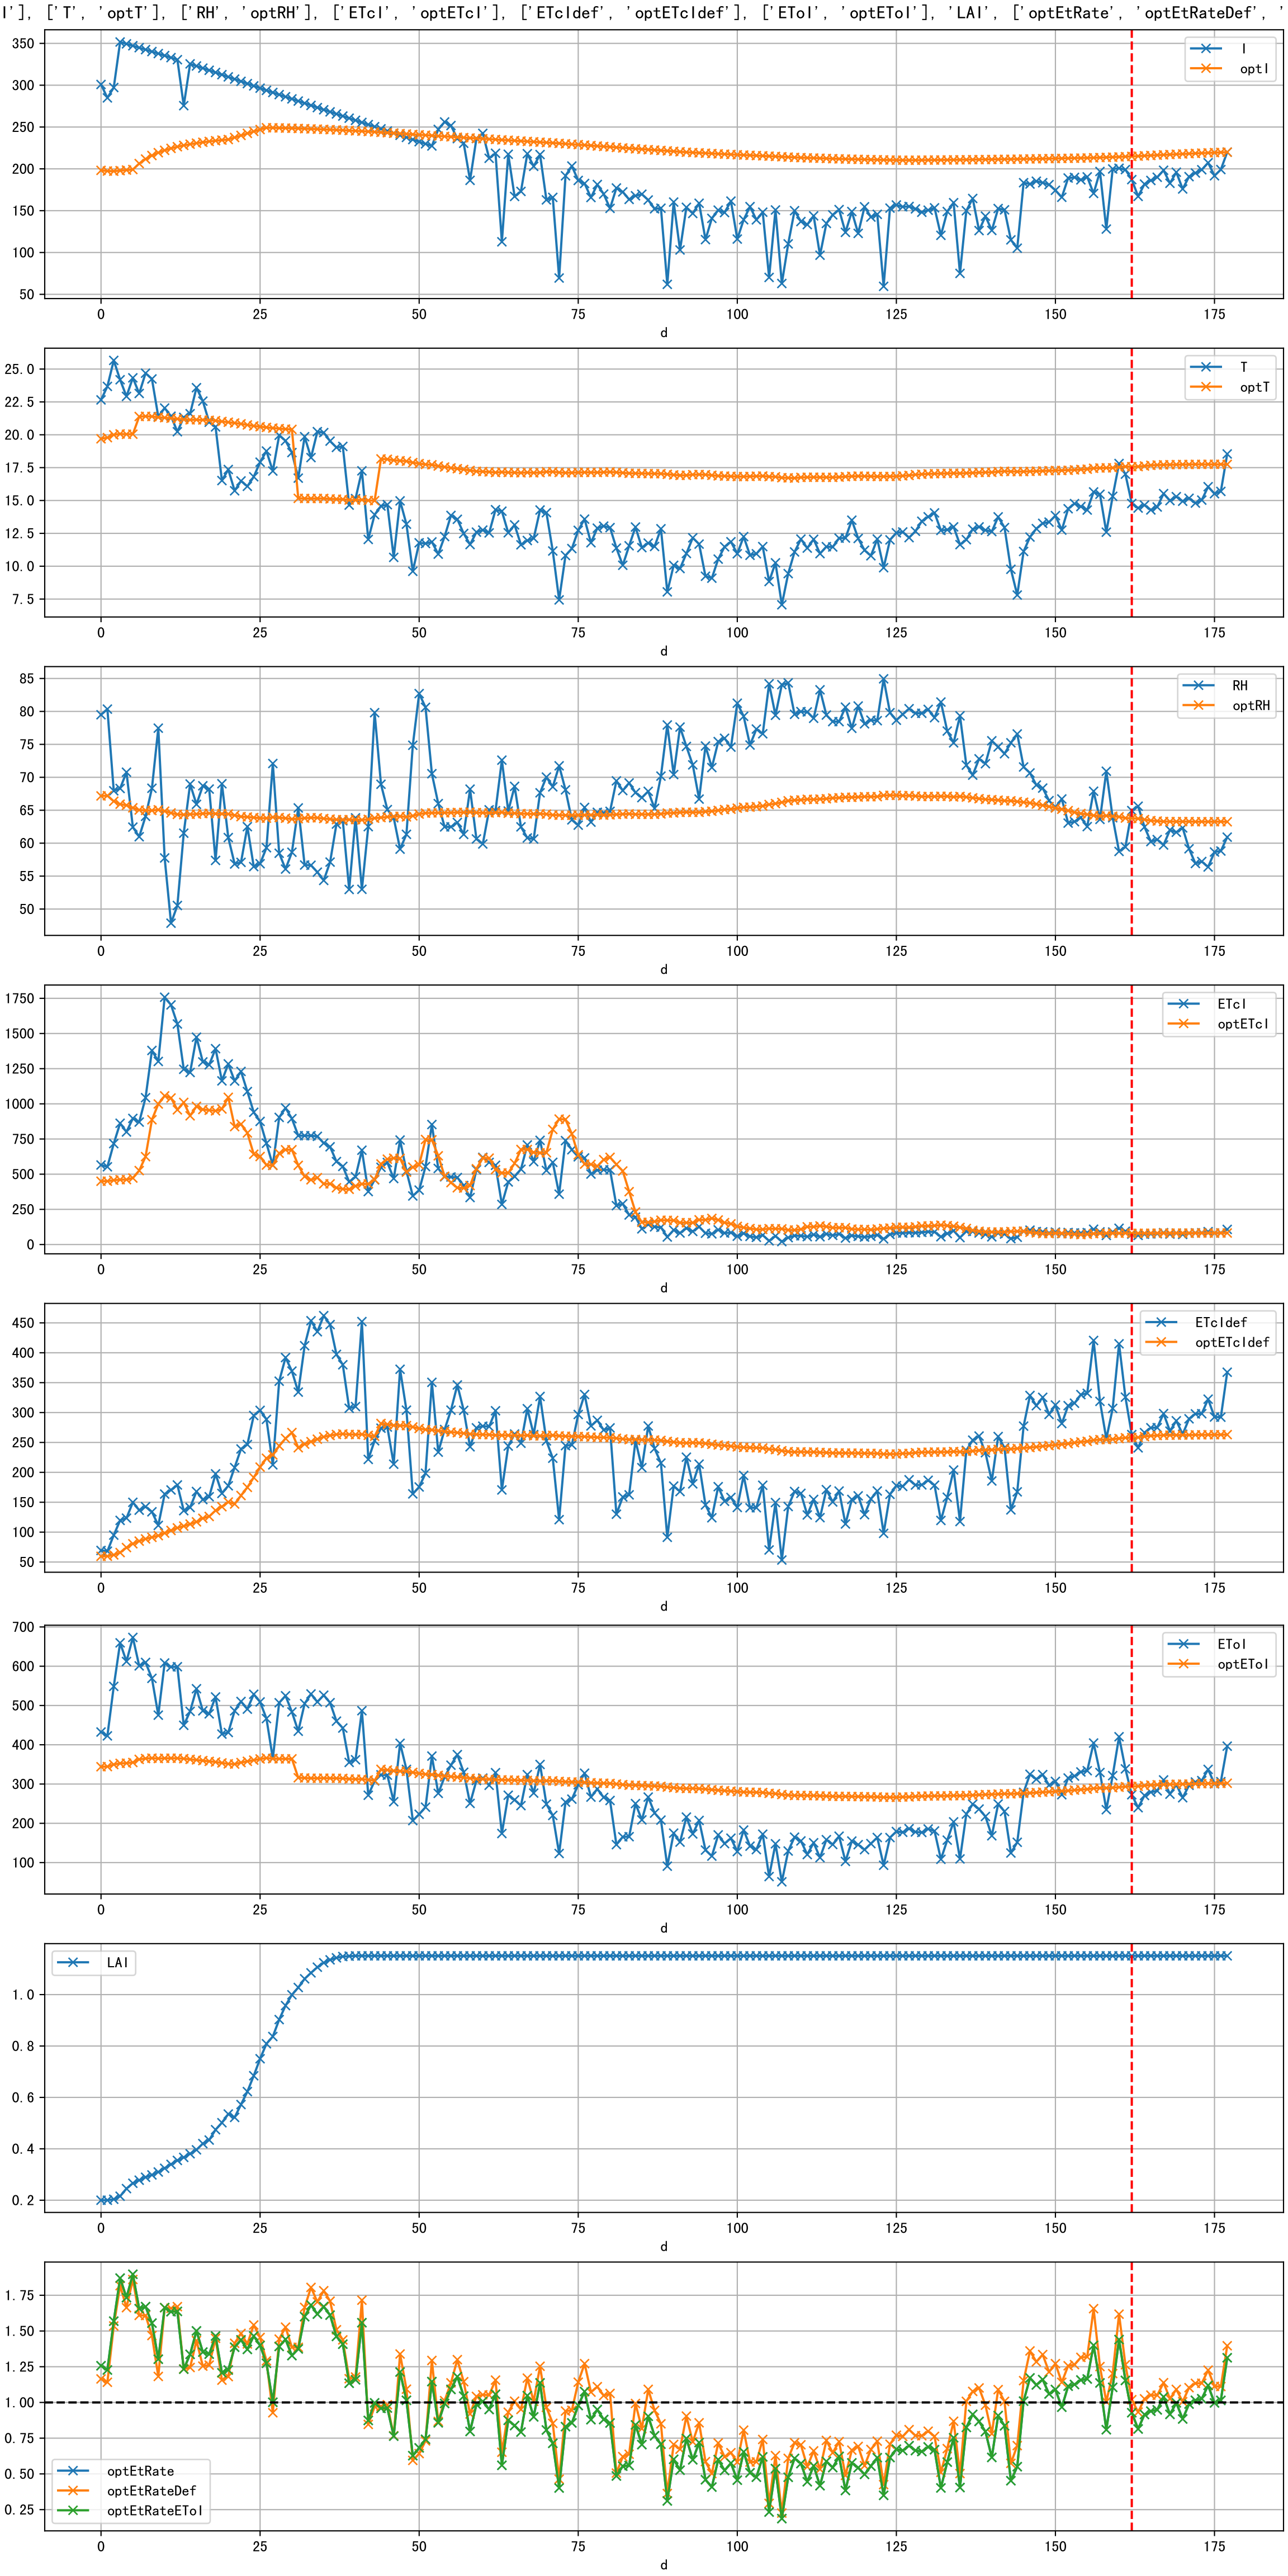 I'], ['T', 'optT'], ['RH', 'optRH'], ['ETcI', 'optETcI'], ['ETcIdef', 'optETcIdef'], ['EToI', 'optEToI'], 'LAI', ['optEtRate', 'optEtRateDef', '
350
300
250
200
150
100
50
I
optI
0 25 50 75 100 125 150 175
d
25.0
22.5
20.0
17.5
15.0
12.5
10.0
7.5
T
optT
0 25 50 75 100 125 150 175
d
85
80
75
70
65
60
55
50
RH
optRH
0 25 50 75 100 125 150 175
d
1750
1500
1250
1000
750
500
250
0
ETcI
optETcI
0 25 50 75 100 125 150 175
d
450
400
350
300
250
200
150
100
50
ETcIdef
optETcIdef
0 25 50 75 100 125 150 175
d
700
600
500
400
300
200
100
EToI
optEToI
0 25 50 75 100 125 150 175
d
LAI
1.0
0.8
0.6
0.4
0.2
0 25 50 75 100 125 150 175
d
1.75
1.50
1.25
1.00
0.75
0.50
0.25
optEtRate
optEtRateDef
optEtRateEToI
0 25 50 75 100 125 150 175
d